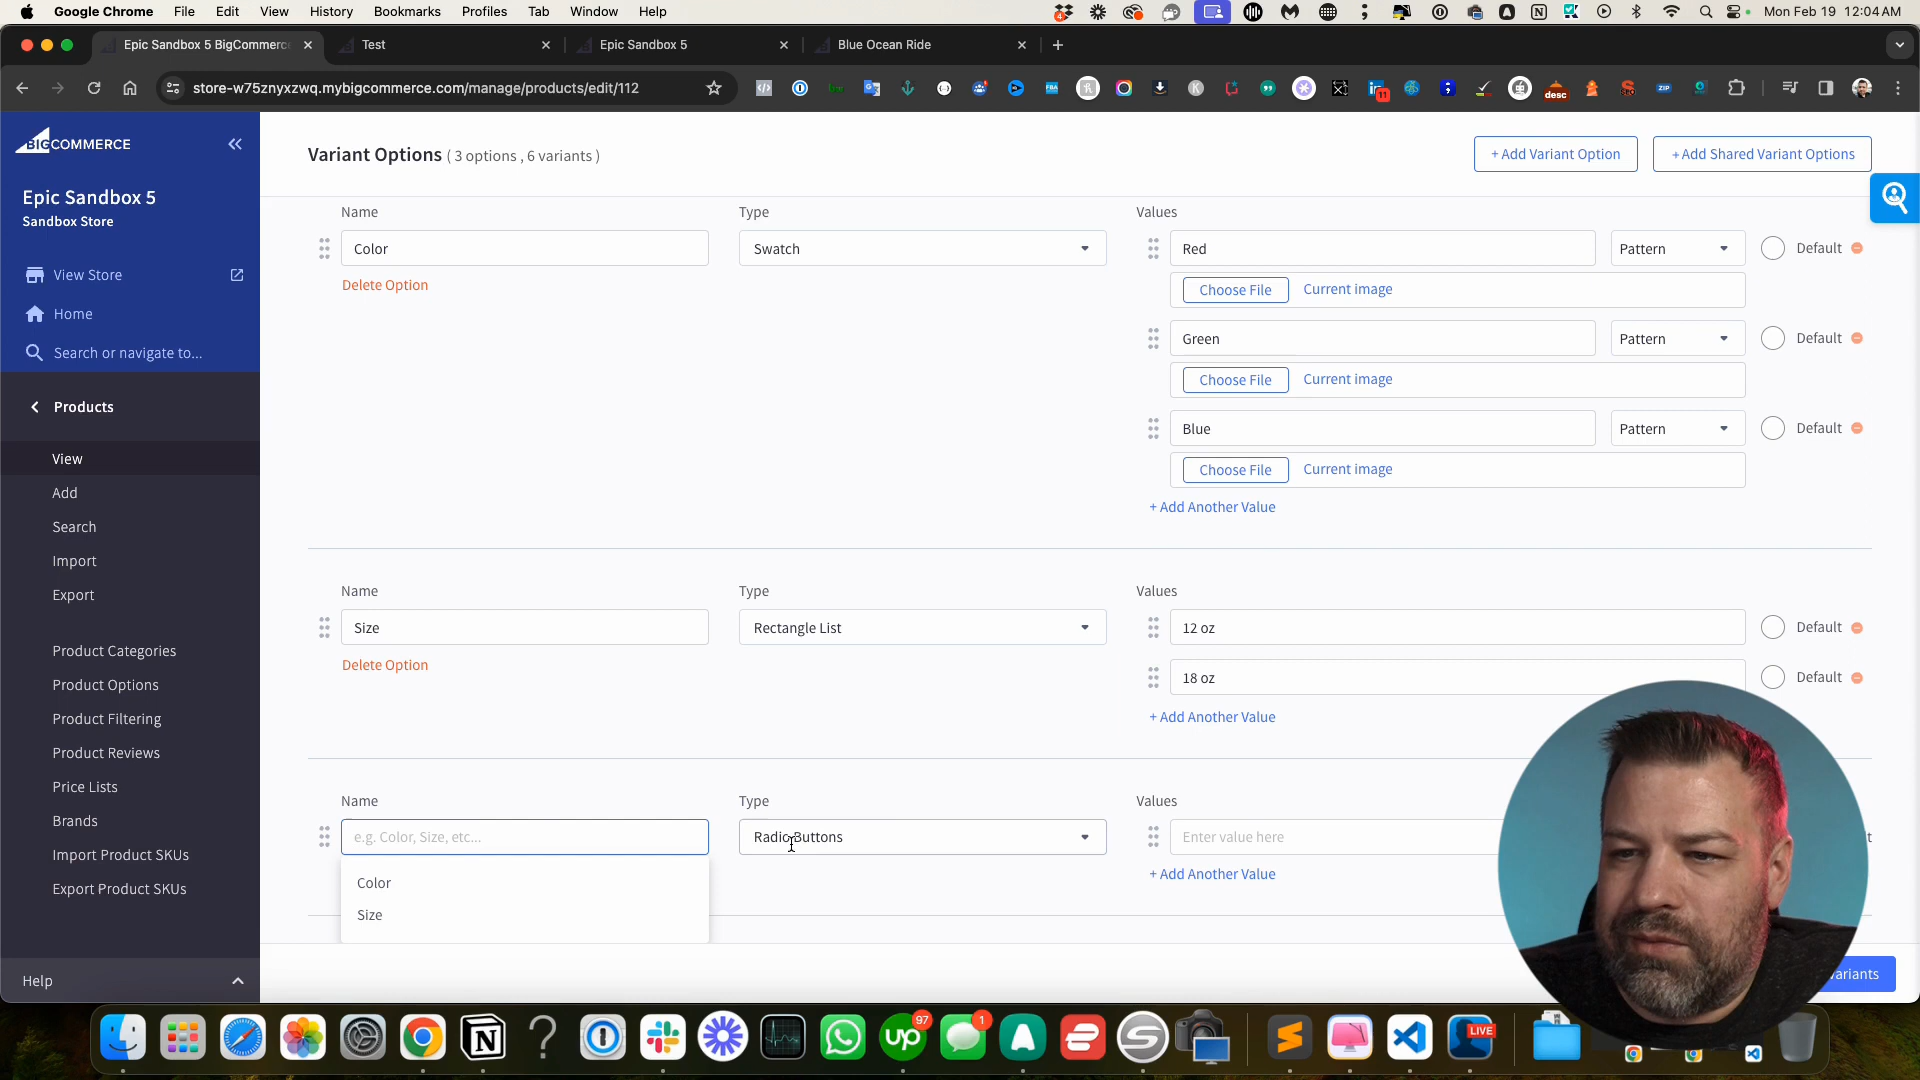 Google Chrome File Edit View History Bookmarks Profiles Tab Window Help Mon Feb 19 12:04 AM
Epic Sandbox 5 BigCommerc Test Epic Sandbox 5 Blue Ocean Ride
store-w75znyxzwq.mybigcommerce.com/manage/products/edit/112
BIGCOMMERCE
Epic Sandbox 5
Sandbox Store
View Store
Home
Search or navigate to...
Products
View
Add
Search
Import
Export
Product Categories
Product Options
Product Filtering
Product Reviews
Price Lists
Brands
Import Product SKUs
Export Product SKUs
Help
Variant Options ( 3 options , 6 variants )
+ Add Variant Option
+ Add Shared Variant Options
Name Type Values
Color Swatch Red Pattern Default
Delete Option
Choose File Current image
Green Pattern Default
Choose File Current image
Blue Pattern Default
Choose File Current image
+ Add Another Value
Name Type Values
Size Rectangle List 12 oz Default
Delete Option
18 oz Default
+ Add Another Value
Name Type Values
e.g. Color, Size, etc... Radio Buttons Enter value here
+ Add Another Value
Color
Size
97
1
UP
LIVE
desc
FBA
ZIP
11
4